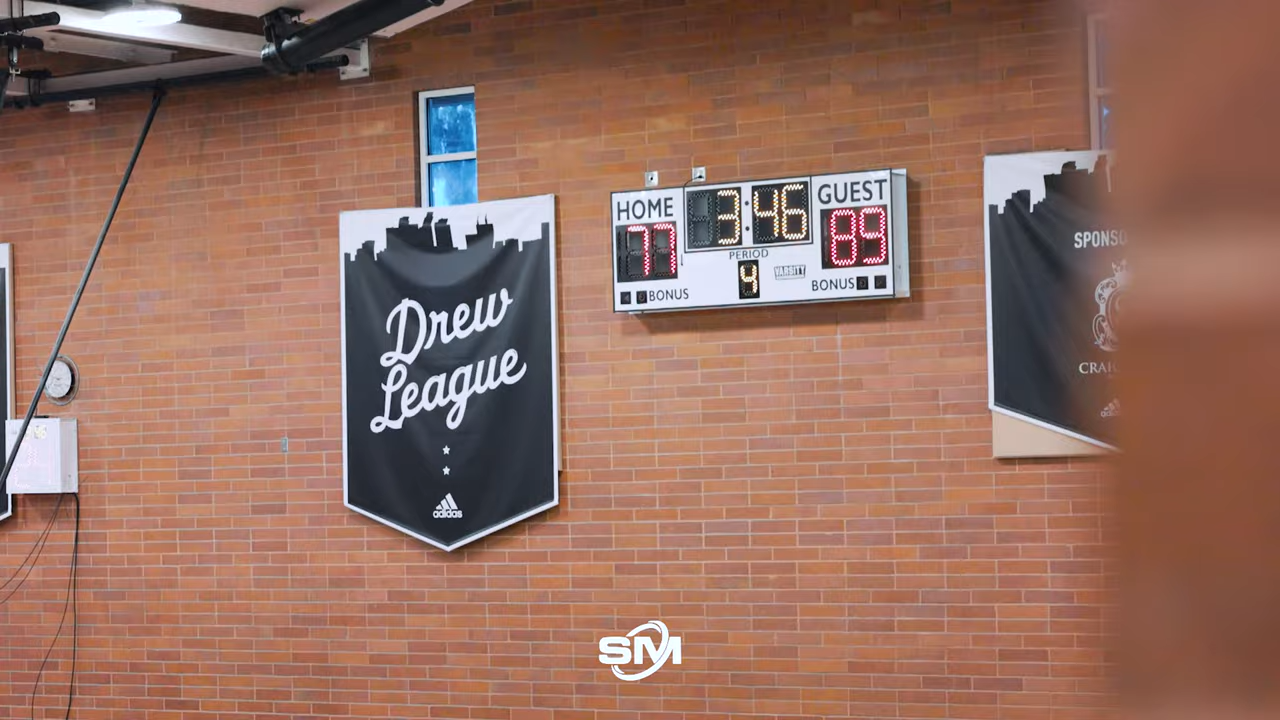 Drew
League
adidas
HOME
3:46
GUEST
77
89
PERIOD
4
VARSITY
BONUS
BONUS
SM